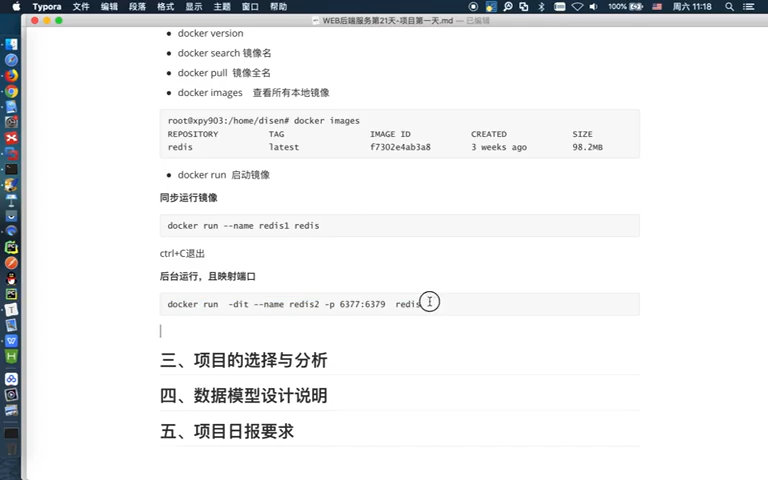 Typora 文件 编辑 段落 格式 显示 主题 窗口 帮助 100% 周六 11:18
WEB后端服务第21天-项目第一天.md — 已编辑
docker version
docker search 镜像名
docker pull 镜像全名
docker images 查看所有本地镜像
root@xpy903:/home/disen# docker images
REPOSITORY TAG IMAGE ID CREATED SIZE
redis latest f7302e4ab3a8 3 weeks ago 98.2MB
docker run 启动镜像
同步运行镜像
docker run --name redis1 redis
ctrl+C退出
后台运行，且映射端口
docker run -dit --name redis2 -p 6377:6379 redis
三、项目的选择与分析
四、数据模型设计说明
五、项目日报要求